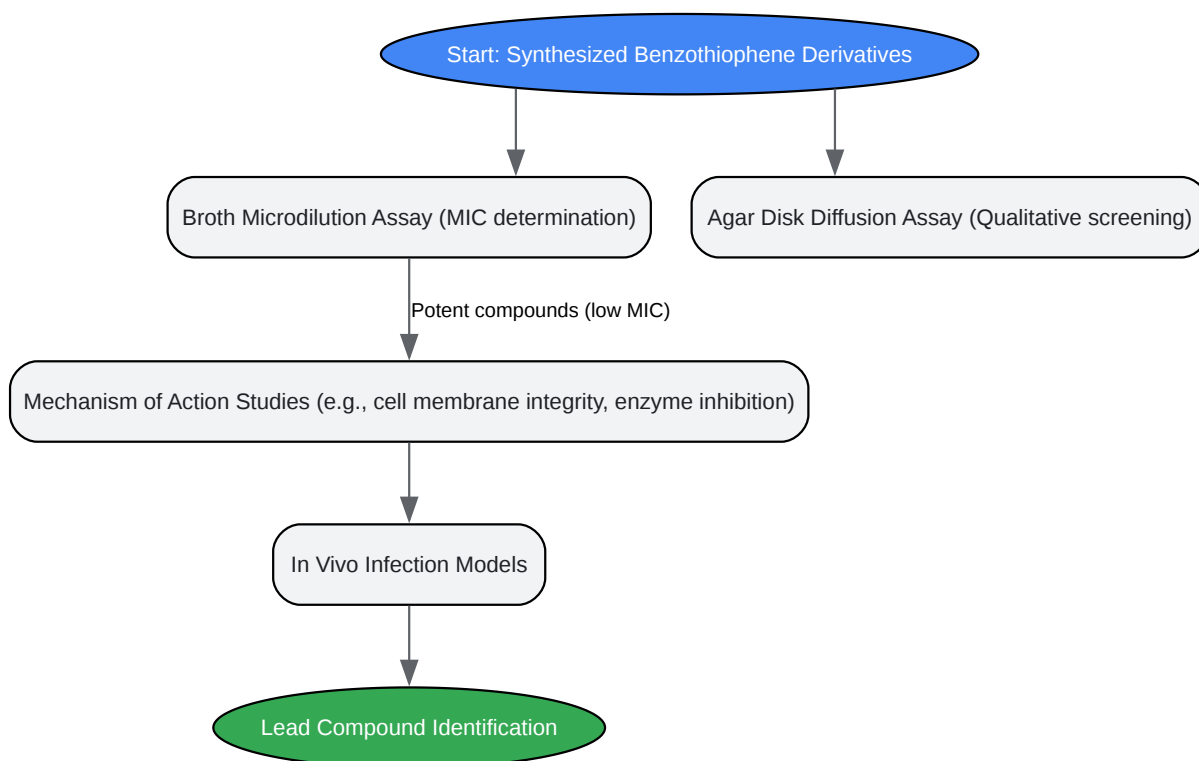 Start: Synthesized Benzothiophene Derivatives
Broth Microdilution Assay (MIC determination)
Agar Disk Diffusion Assay (Qualitative screening)
Potent compounds (low MIC)
Mechanism of Action Studies (e.g., cell membrane integrity, enzyme inhibition)
In Vivo Infection Models
Lead Compound Identification